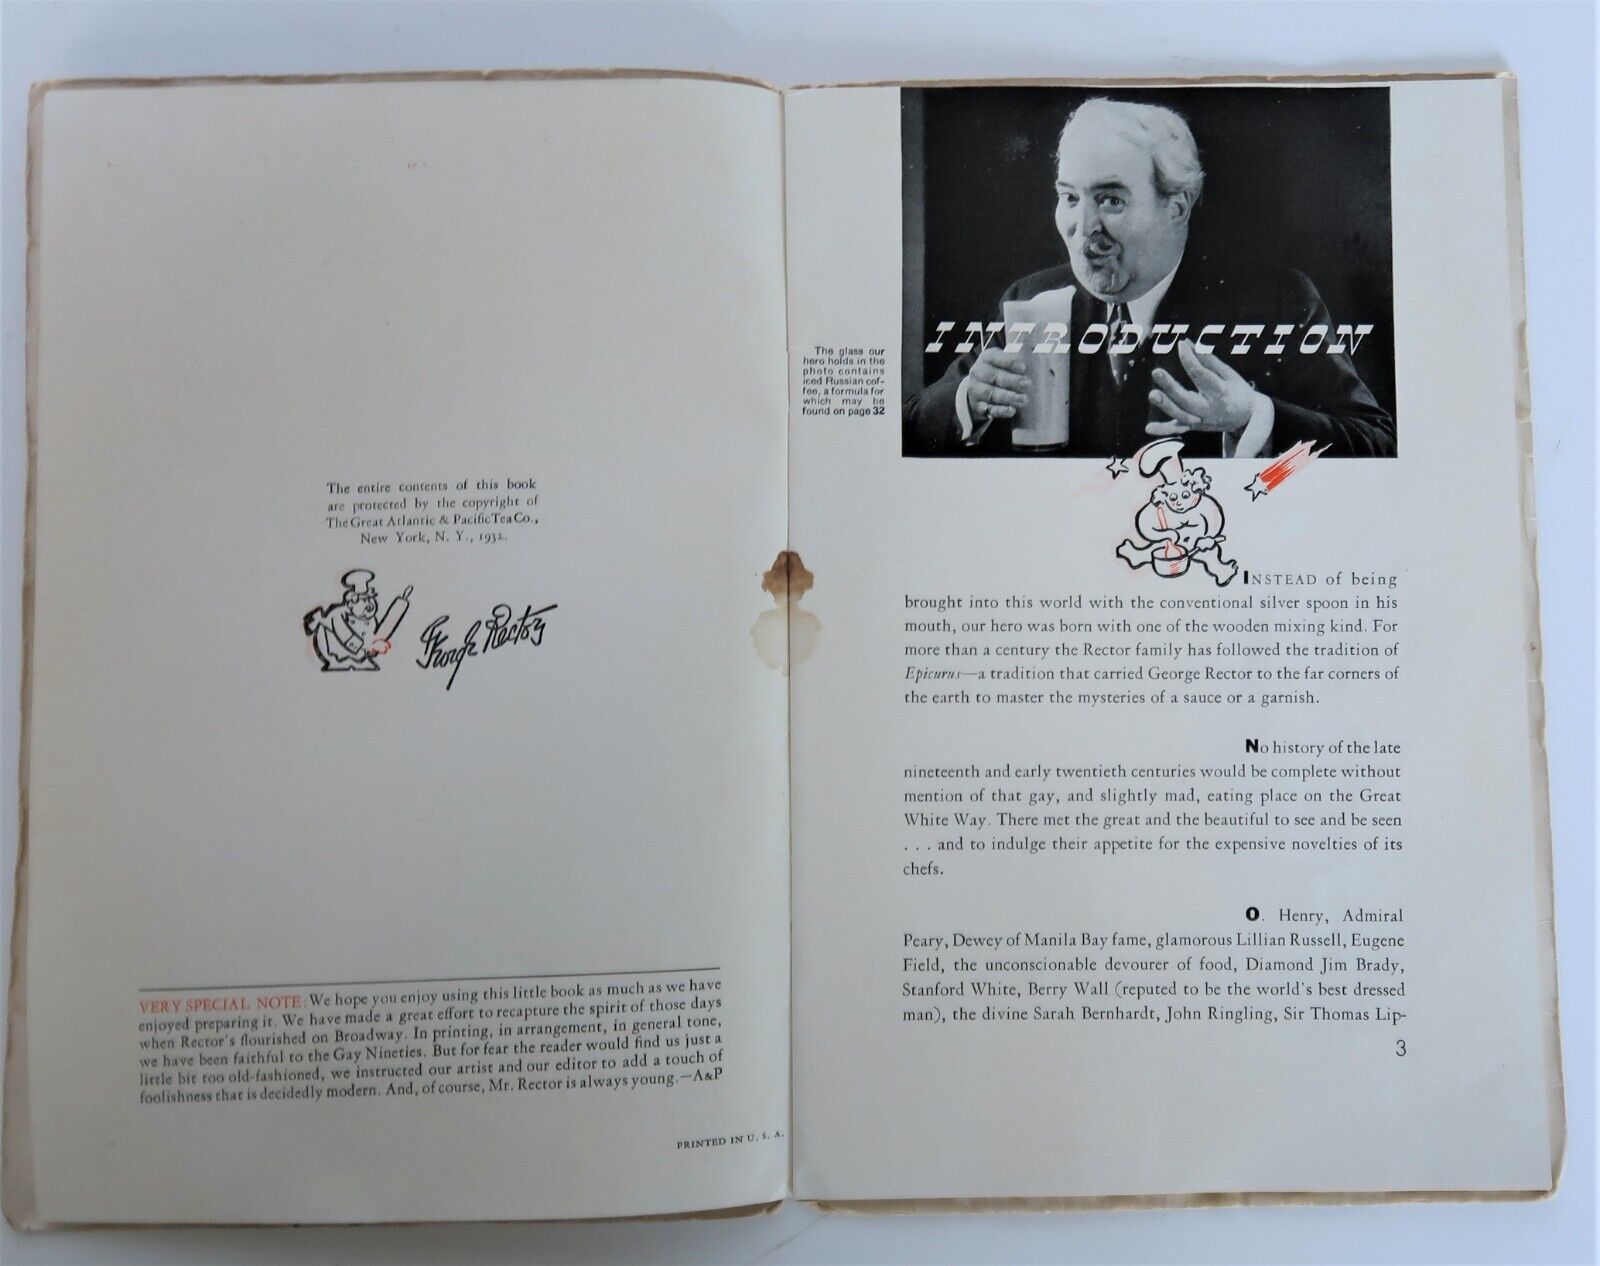 The entire contents of this book
are protected by the copyright of
The Great Atlantic & Pacific Tea Co.,
New York, N. Y., 1932.
George Rector
VERY SPECIAL NOTE: We hope you enjoy using this little book as much as we have
enjoyed preparing it. We have made a great effort to recapture the spirit of those days
when Rector's flourished on Broadway. In printing, in arrangement, in general tone,
we have been faithful to the Gay Nineties. But for fear the reader would find us just a
little bit too old-fashioned, we instructed our artist and our editor to add a touch of
foolishness that is decidedly modern. And, of course, Mr. Rector is always young.—A&P
PRINTED IN U. S. A.
INTRODUCTION
The glass our
hero holds in the
photo contains
iced Russian cof-
fee, a formula for
which may be
found on page 32
INSTEAD of being
brought into this world with the conventional silver spoon in his
mouth, our hero was born with one of the wooden mixing kind. For
more than a century the Rector family has followed the tradition of
Epicurus—a tradition that carried George Rector to the far corners of
the earth to master the mysteries of a sauce or a garnish.
No history of the late
nineteenth and early twentieth centuries would be complete without
mention of that gay, and slightly mad, eating place on the Great
White Way. There met the great and the beautiful to see and be seen
. . . and to indulge their appetite for the expensive novelties of its
chefs.
O. Henry, Admiral
Peary, Dewey of Manila Bay fame, glamorous Lillian Russell, Eugene
Field, the unconscionable devourer of food, Diamond Jim Brady,
Stanford White, Berry Wall (reputed to be the world's best dressed
man), the divine Sarah Bernhardt, John Ringling, Sir Thomas Lip-
3